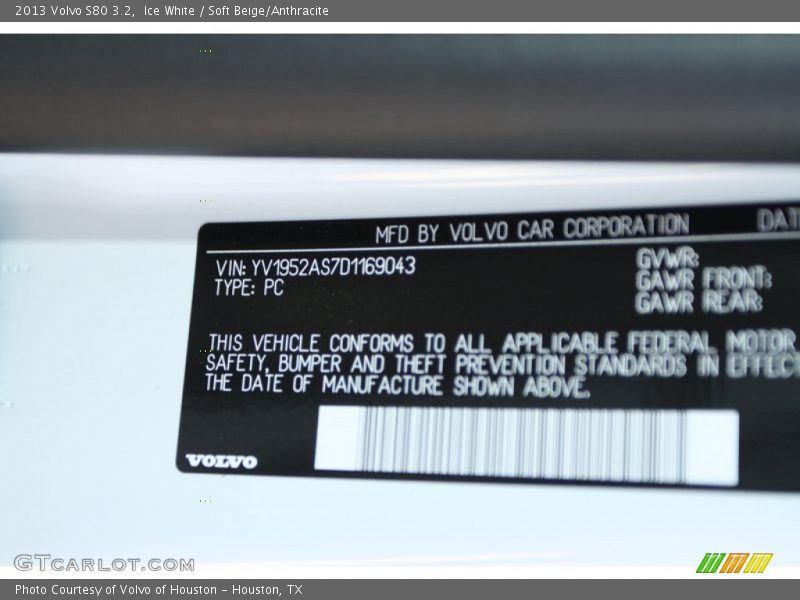 2013 Volvo S80 3.2, Ice White / Soft Beige/Anthracite
MFD BY VOLVO CAR CORPORATION
VIN: YV1952AS7D1169043
TYPE: PC
GVWR:
GAWR FRONT:
GAWR REAR:
THIS VEHICLE CONFORMS TO ALL APPLICABLE FEDERAL MOTOR
SAFETY, BUMPER AND THEFT PREVENTION STANDARDS IN EFFECT
THE DATE OF MANUFACTURE SHOWN ABOVE.
VOLVO
GTCARLOT.COM
Photo Courtesy of Volvo of Houston - Houston, TX